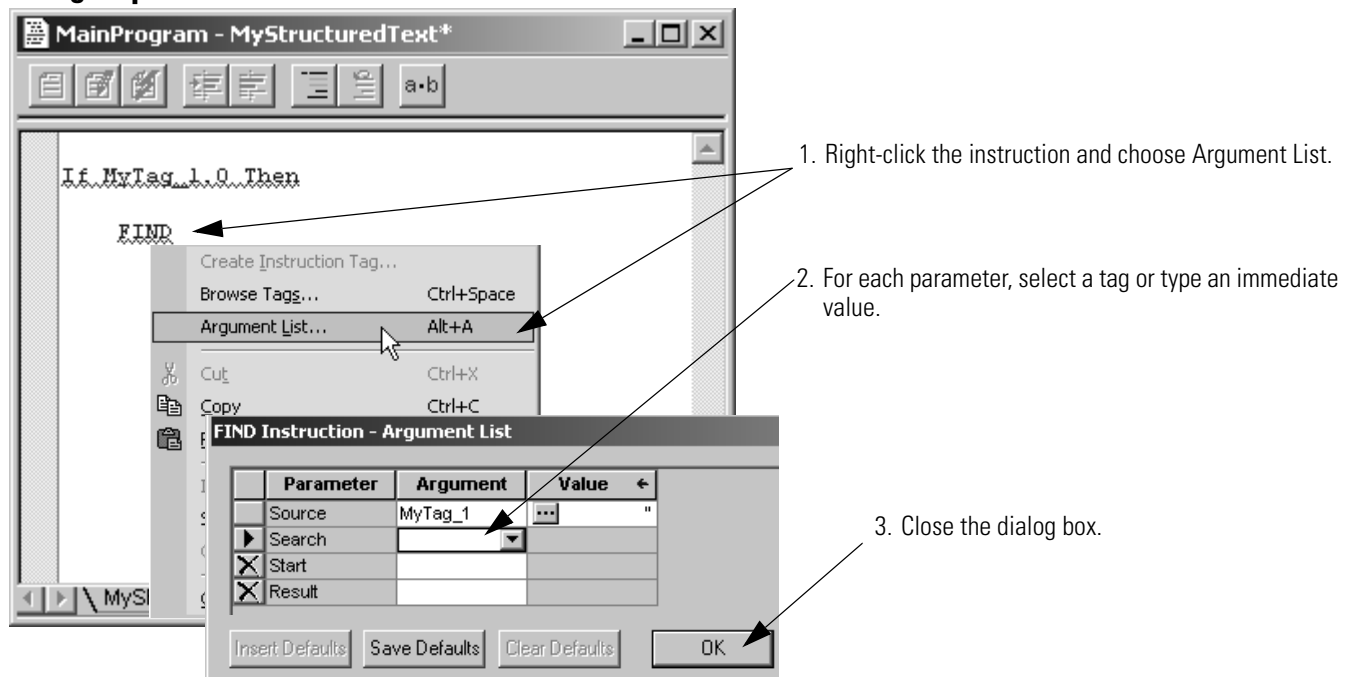 MainProgram - MyStructuredText*
a•b
If MyTag_1.0 Then
FIND
Create Instruction Tag...
Browse Tags... Ctrl+Space
Argument List... Alt+A
Cut Ctrl+X
Copy Ctrl+C
1. Right-click the instruction and choose Argument List.
2. For each parameter, select a tag or type an immediate
value.
FIND Instruction - Argument List
Parameter Argument Value
Source MyTag_1 ... "
Search
Start
Result
Insert Defaults Save Defaults Clear Defaults OK
3. Close the dialog box.